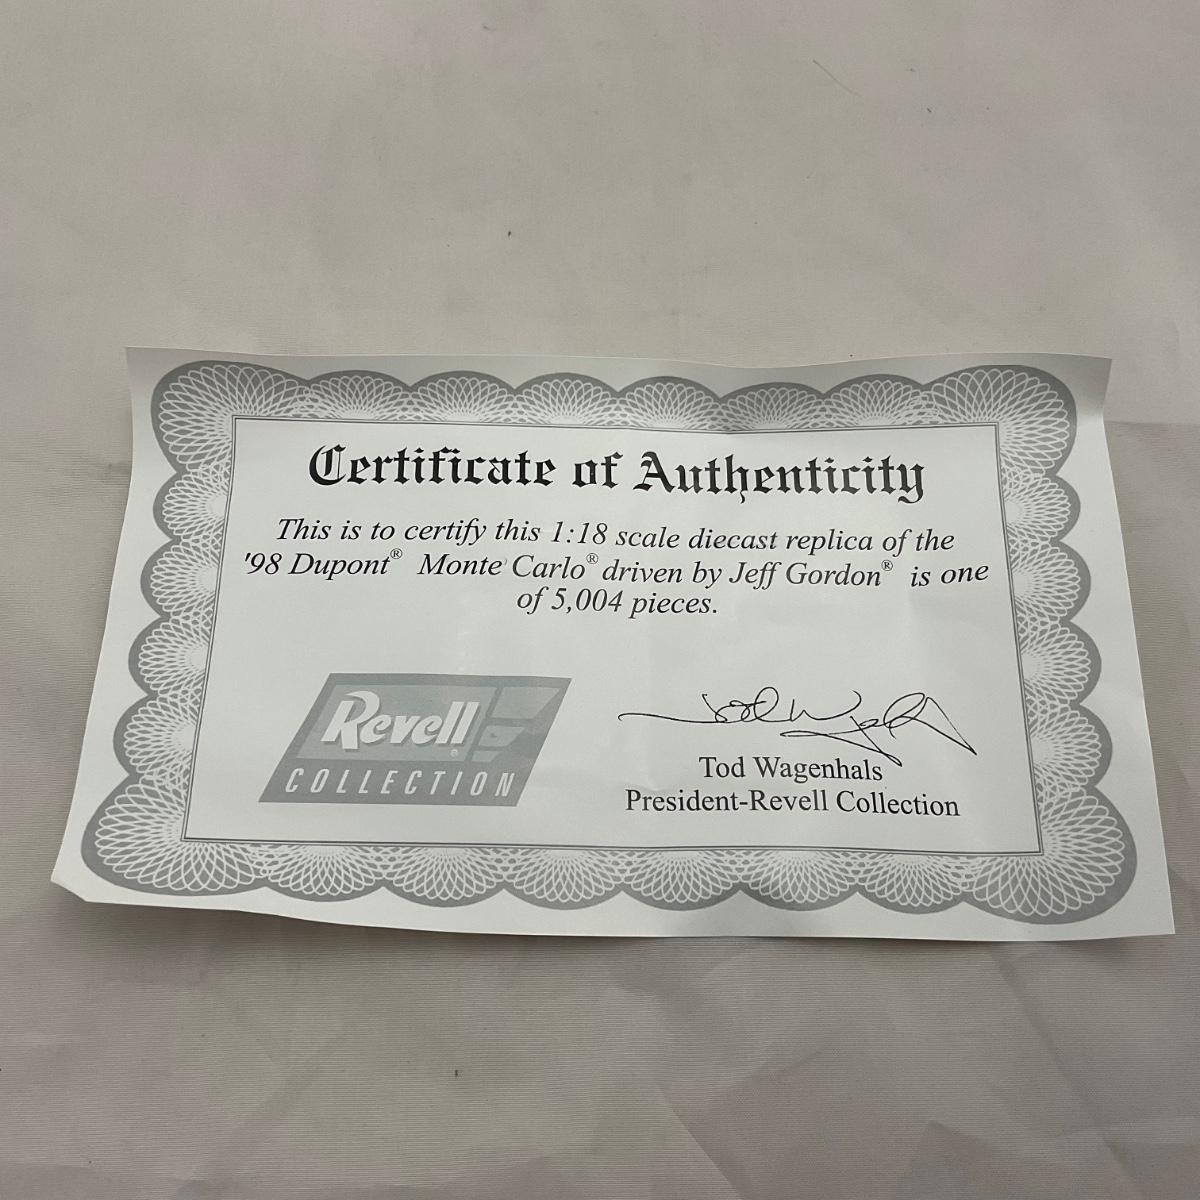 Certificate of Authenticity
This is to certify this 1:18 scale diecast replica of the
'98 Dupont® Monte Carlo® driven by Jeff Gordon® is one
of 5,004 pieces.
Revell®
COLLECTION
Tod Wagenhals
President-Revell Collection